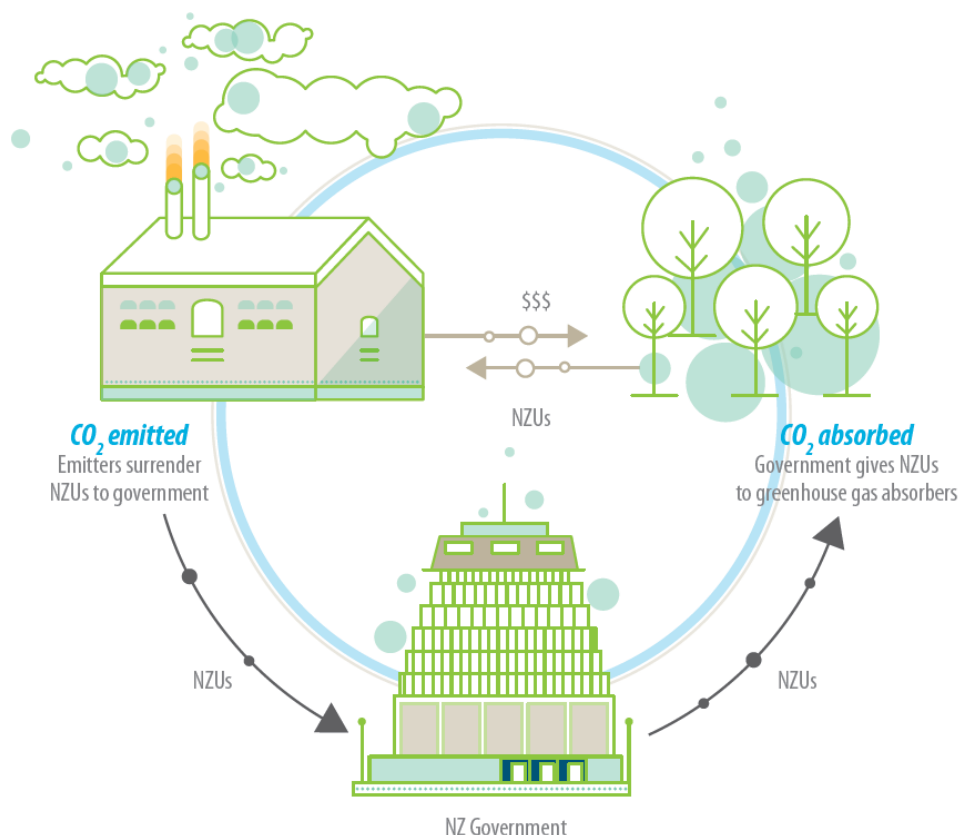 $$$
NZUs
CO₂ emitted
Emitters surrender
NZUs to government
CO₂ absorbed
Government gives NZUs
to greenhouse gas absorbers
NZUs
NZUs
NZ Government